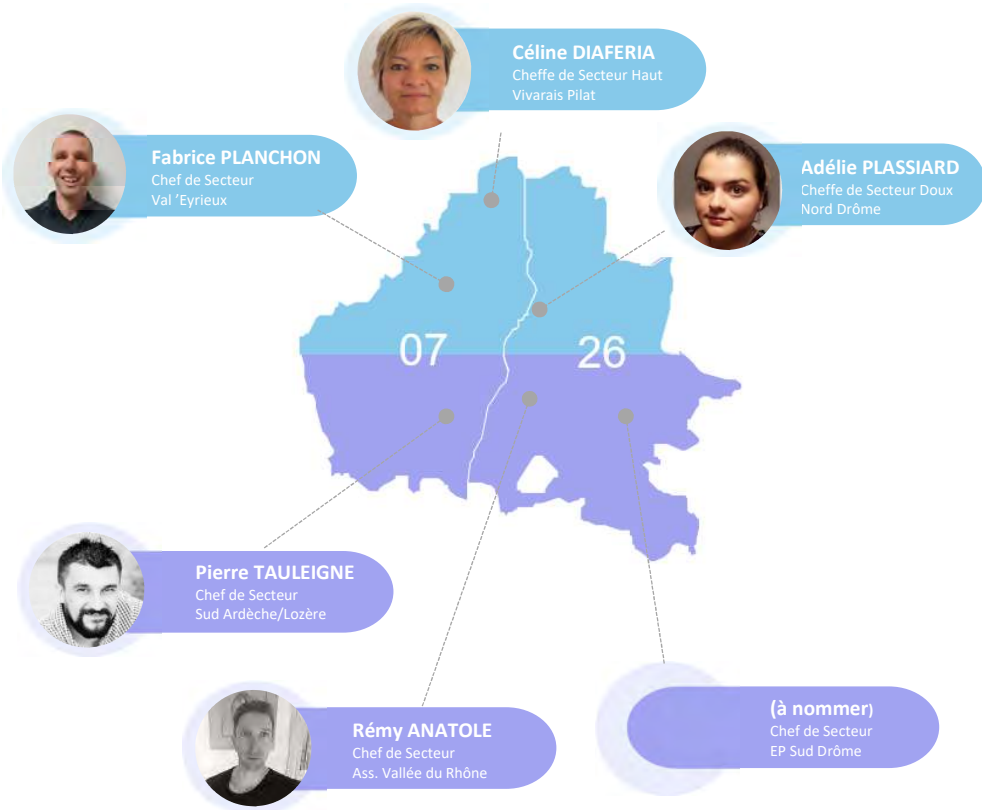 Céline DIAFERIA
Cheffe de Secteur Haut
Vivarais Pilat
Fabrice PLANCHON
Chef de Secteur
Val ’Eyrieux
Adélie PLASSIARD
Cheffe de Secteur Doux
Nord Drôme
07
26
Pierre TAULEIGNE
Chef de Secteur
Sud Ardèche/Lozère
Rémy ANATOLE
Chef de Secteur
Ass. Vallée du Rhône
(à nommer)
Chef de Secteur
EP Sud Drôme